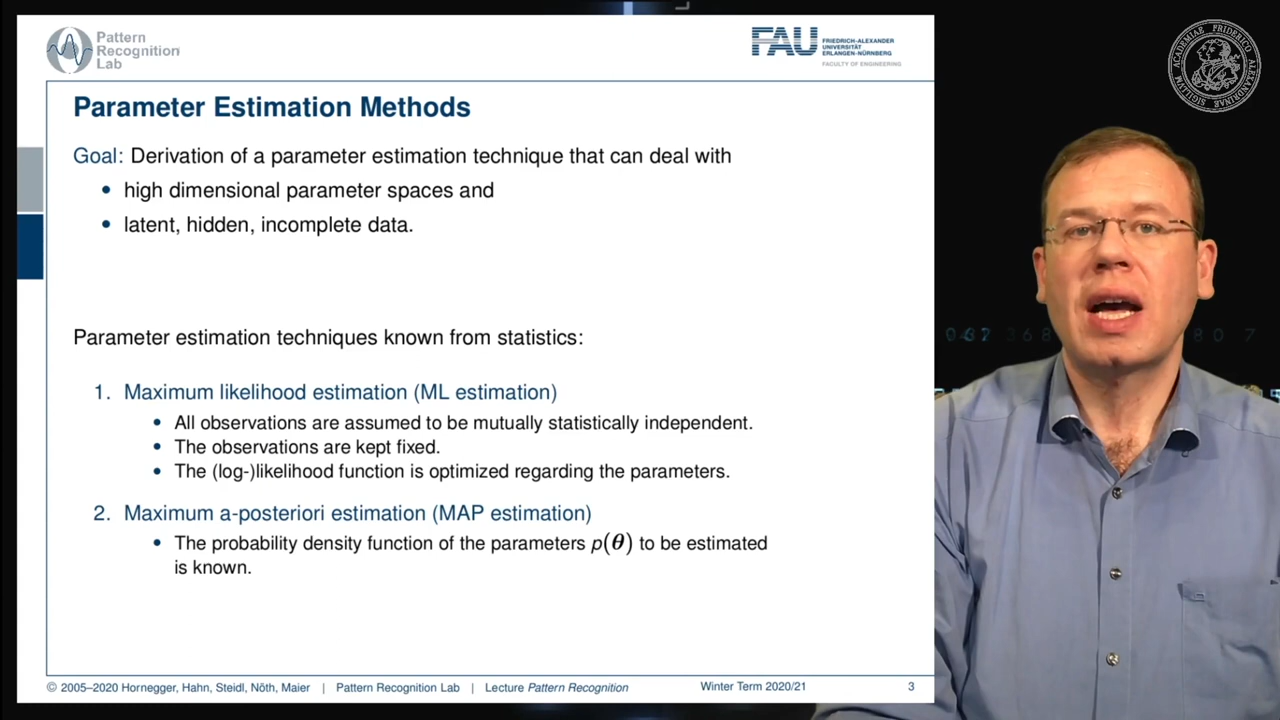 Pattern
Recognition
Lab
FAU
FRIEDRICH-ALEXANDER
UNIVERSITÄT
ERLANGEN-NÜRNBERG
FACULTY OF ENGINEERING
Parameter Estimation Methods
Goal: Derivation of a parameter estimation technique that can deal with
• high dimensional parameter spaces and
• latent, hidden, incomplete data.
Parameter estimation techniques known from statistics:
1. Maximum likelihood estimation (ML estimation)
• All observations are assumed to be mutually statistically independent.
• The observations are kept fixed.
• The (log-)likelihood function is optimized regarding the parameters.
2. Maximum a-posteriori estimation (MAP estimation)
• The probability density function of the parameters p(θ) to be estimated
is known.
© 2005–2020 Hornegger, Hahn, Steidl, Nöth, Maier | Pattern Recognition Lab | Lecture Pattern Recognition Winter Term 2020/21 3